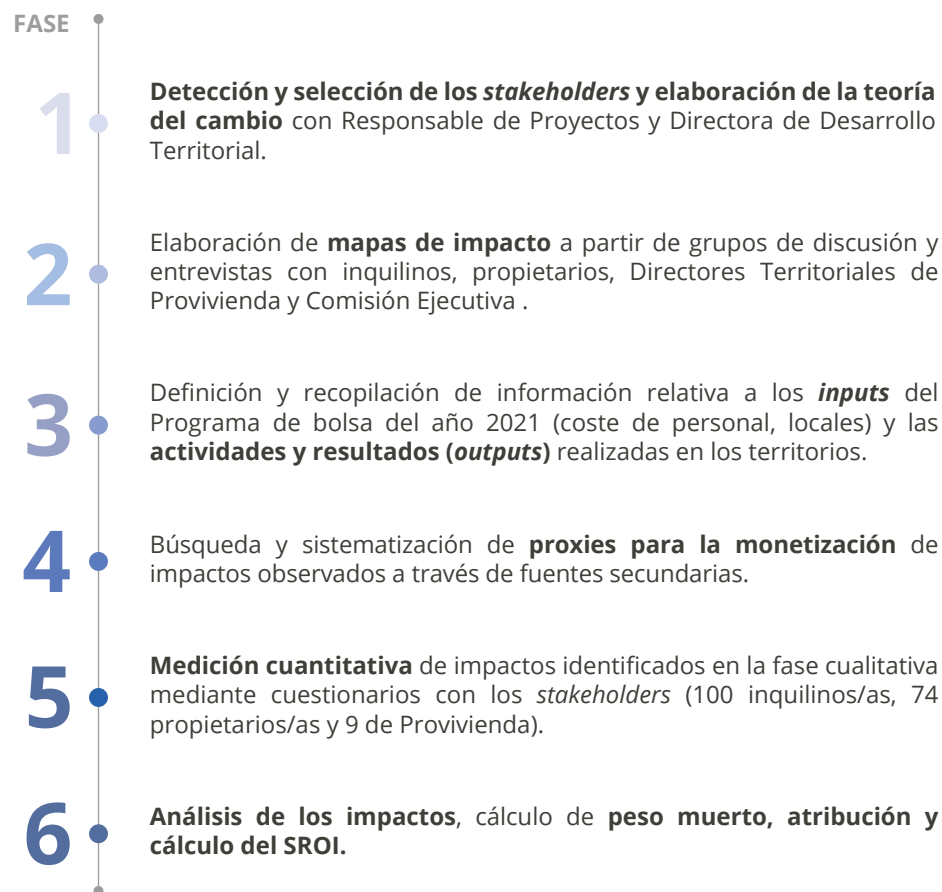 FASE
1
Detección y selección de los stakeholders y elaboración de la teoría
del cambio con Responsable de Proyectos y Directora de Desarrollo
Territorial.
2
Elaboración de mapas de impacto a partir de grupos de discusión y
entrevistas con inquilinos, propietarios, Directores Territoriales de
Provivienda y Comisión Ejecutiva .
3
Definición y recopilación de información relativa a los inputs del
Programa de bolsa del año 2021 (coste de personal, locales) y las
actividades y resultados (outputs) realizadas en los territorios.
4
Búsqueda y sistematización de proxies para la monetización de
impactos observados a través de fuentes secundarias.
5
Medición cuantitativa de impactos identificados en la fase cualitativa
mediante cuestionarios con los stakeholders (100 inquilinos/as, 74
propietarios/as y 9 de Provivienda).
6
Análisis de los impactos, cálculo de peso muerto, atribución y
cálculo del SROI.